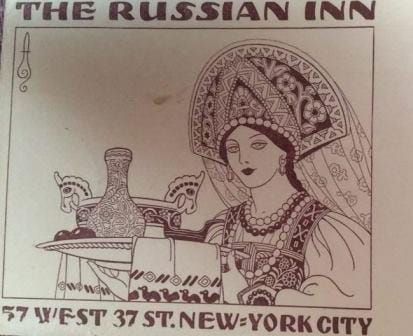 THE RUSSIAN INN
57 WEST 37 ST. NEW=YORK CITY